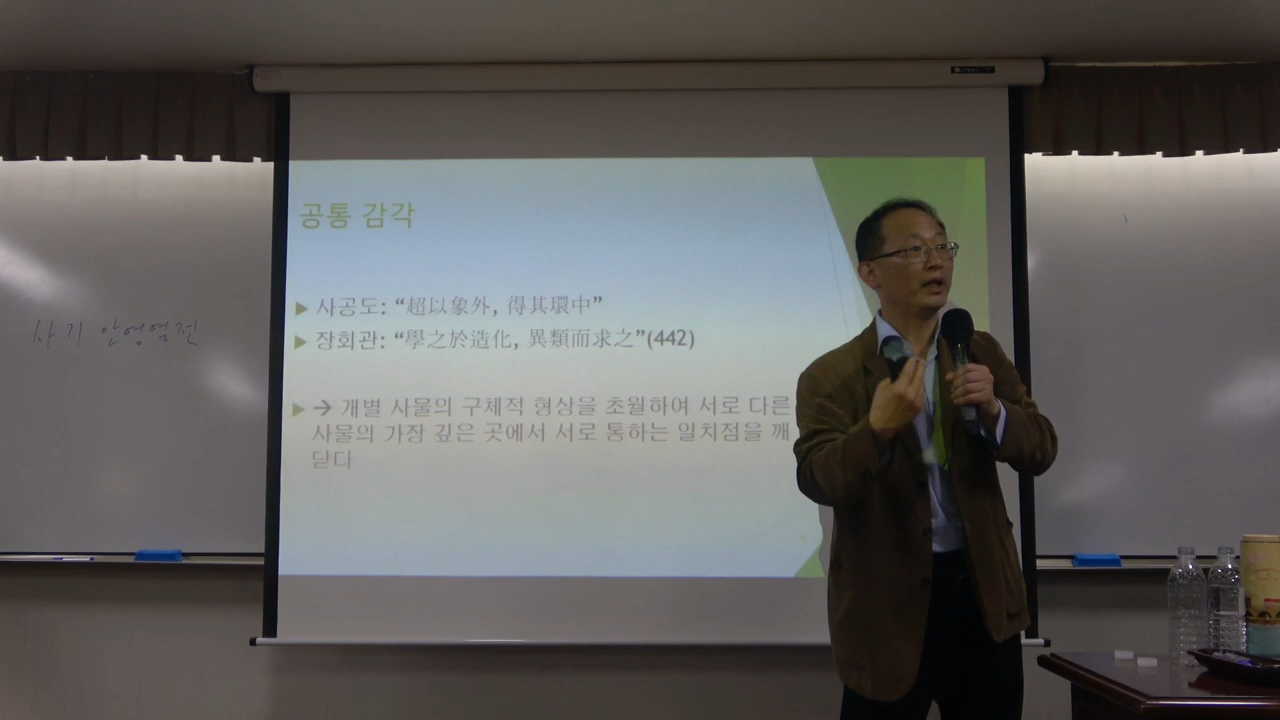 공통 감각
사공도: “超以象外, 得其環中”
장회관: “學之於造化, 異類而求之”(442)
→ 개별 사물의 구체적 형상을 초월하여 서로 다른
사물의 가장 깊은 곳에서 서로 통하는 일치점을 깨
닫다
사기 안영열전